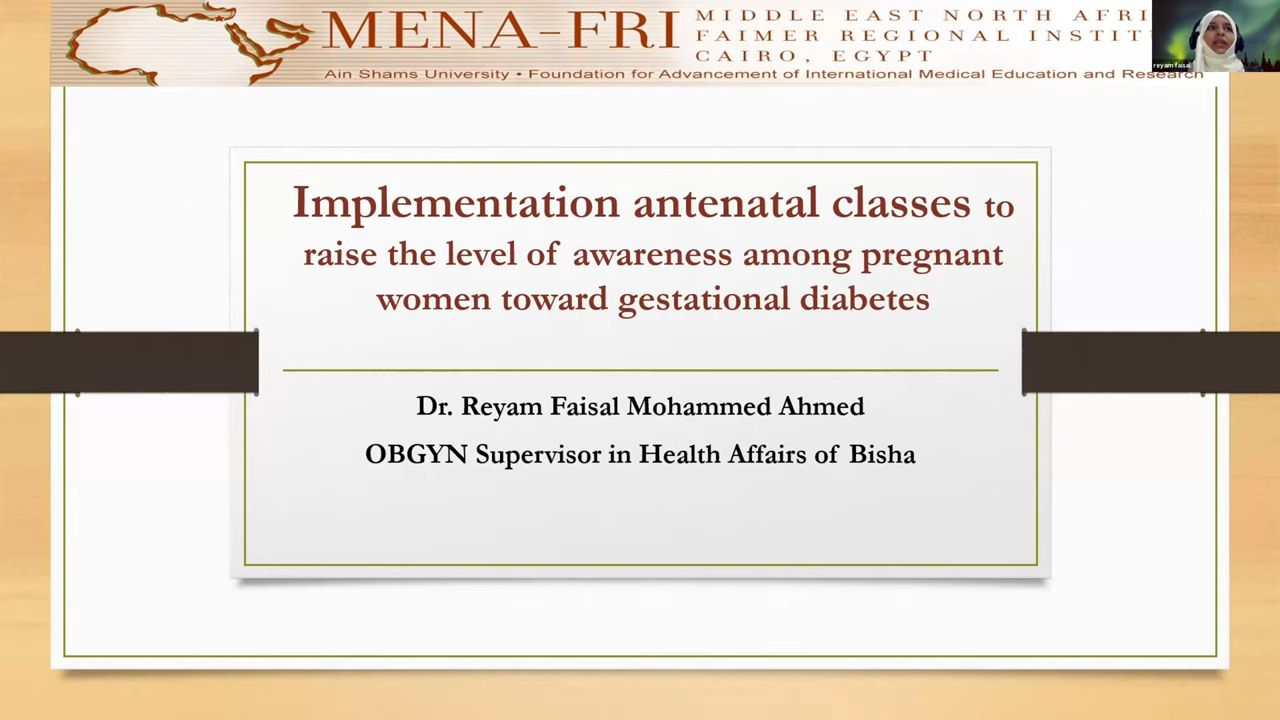 MENA-FRI
MIDDLE EAST NORTH AFRI
FAIMER REGIONAL INSTIT
CAIRO, EGYPT
Ain Shams University • Foundation for Advancement of International Medical Education and Research
reyam faisal
Implementation antenatal classes to
raise the level of awareness among pregnant
women toward gestational diabetes
Dr. Reyam Faisal Mohammed Ahmed
OBGYN Supervisor in Health Affairs of Bisha